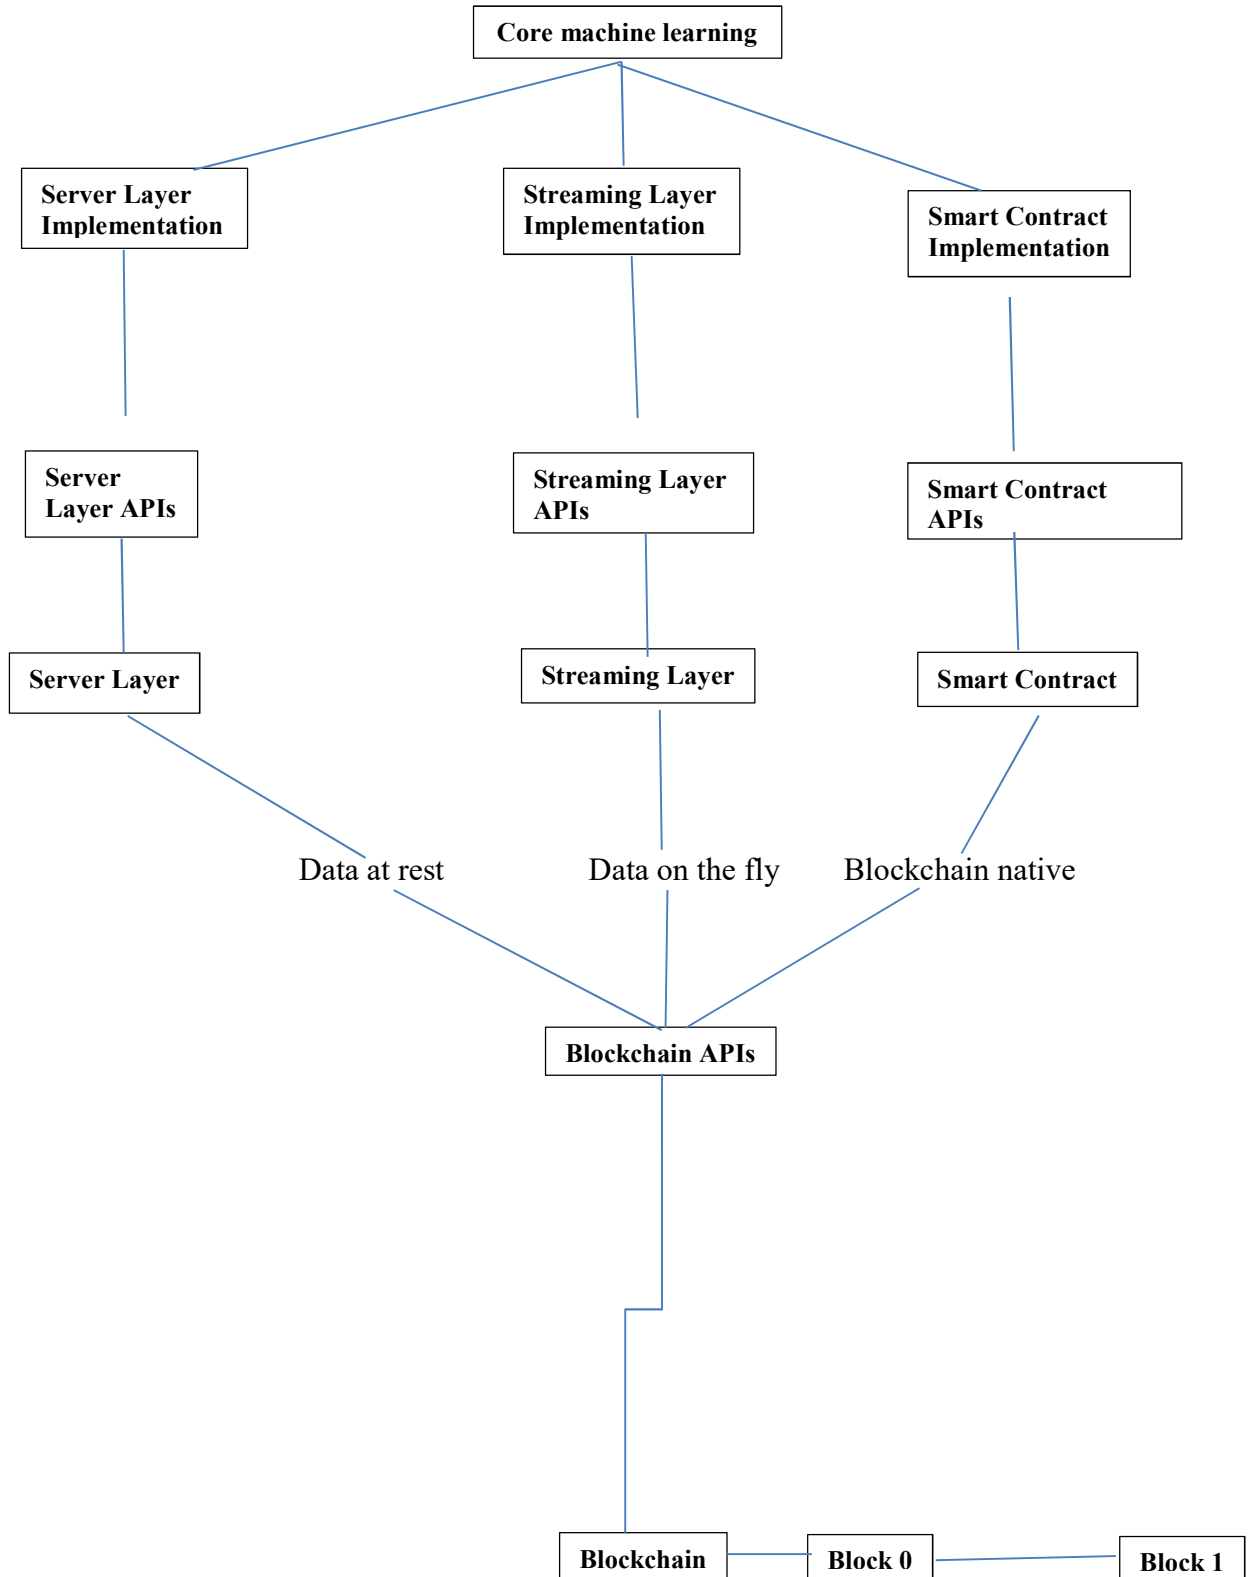 Core machine learning
Server Layer
Implementation
Streaming Layer
Implementation
Smart Contract
Implementation
Server
Layer APIs
Streaming Layer
APIs
Smart Contract
APIs
Server Layer
Streaming Layer
Smart Contract
Data at rest
Data on the fly
Blockchain native
Blockchain APIs
Blockchain
Block 0
Block 1